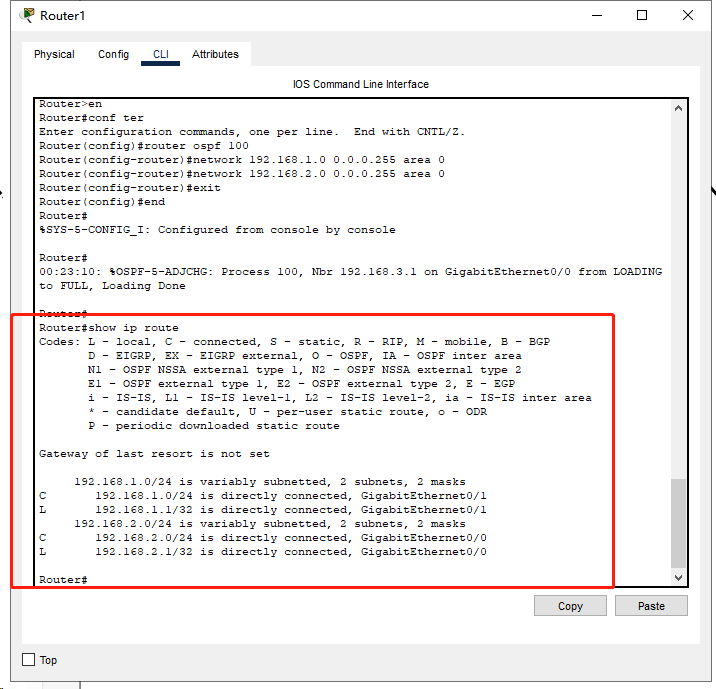 Router1
Physical Config CLI Attributes
IOS Command Line Interface
Router>en
Router#conf ter
Enter configuration commands, one per line.  End with CNTL/Z.
Router(config)#router ospf 100
Router(config-router)#network 192.168.1.0 0.0.0.255 area 0
Router(config-router)#network 192.168.2.0 0.0.0.255 area 0
Router(config-router)#exit
Router(config)#end
Router#
%SYS-5-CONFIG_I: Configured from console by console
Router#
00:23:10: %OSPF-5-ADJCHG: Process 100, Nbr 192.168.3.1 on GigabitEthernet0/0 from LOADING
to FULL, Loading Done
Router#
Router#show ip route
Codes: L - local, C - connected, S - static, R - RIP, M - mobile, B - BGP
D - EIGRP, EX - EIGRP external, O - OSPF, IA - OSPF inter area
N1 - OSPF NSSA external type 1, N2 - OSPF NSSA external type 2
E1 - OSPF external type 1, E2 - OSPF external type 2, E - EGP
i - IS-IS, L1 - IS-IS level-1, L2 - IS-IS level-2, ia - IS-IS inter area
* - candidate default, U - per-user static route, o - ODR
P - periodic downloaded static route
Gateway of last resort is not set
192.168.1.0/24 is variably subnetted, 2 subnets, 2 masks
C 192.168.1.0/24 is directly connected, GigabitEthernet0/1
L 192.168.1.1/32 is directly connected, GigabitEthernet0/1
192.168.2.0/24 is variably subnetted, 2 subnets, 2 masks
C 192.168.2.0/24 is directly connected, GigabitEthernet0/0
L 192.168.2.1/32 is directly connected, GigabitEthernet0/0
Router#
Copy Paste
Top